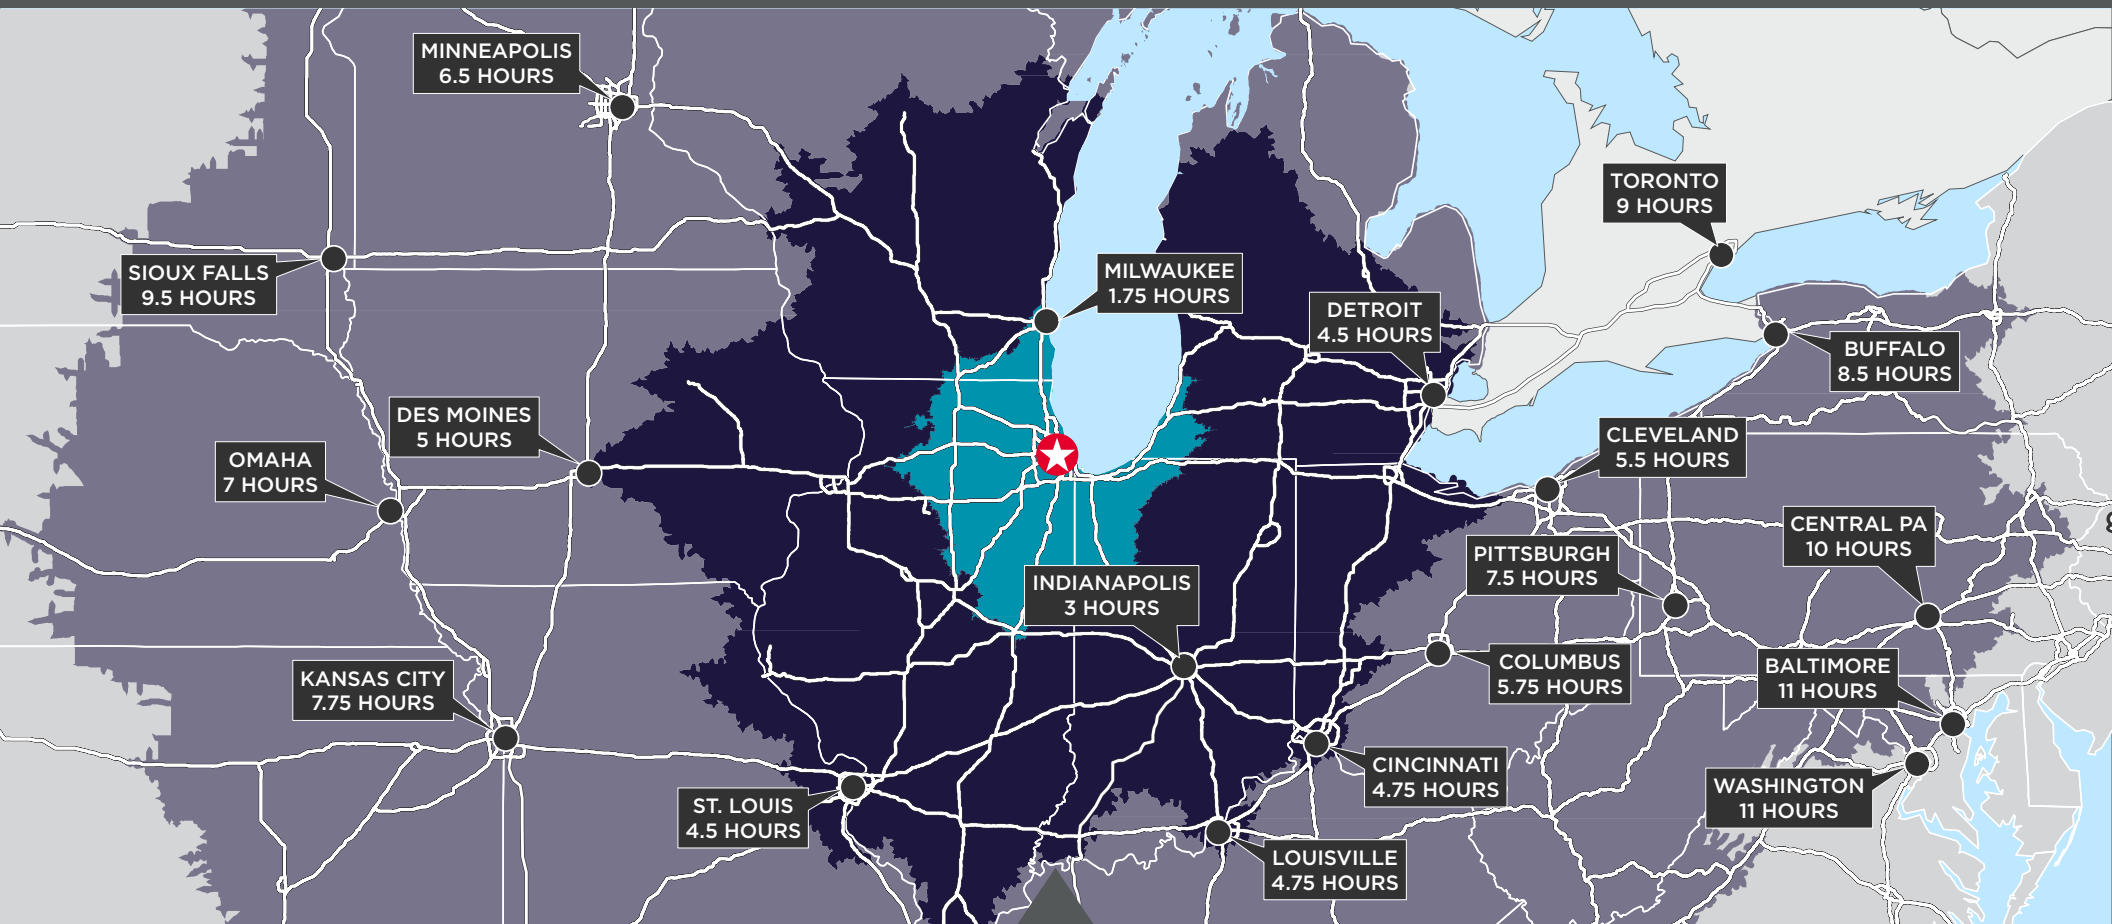 MINNEAPOLIS
6.5 HOURS
TORONTO
9 HOURS
SIOUX FALLS
9.5 HOURS
MILWAUKEE
1.75 HOURS
DETROIT
4.5 HOURS
BUFFALO
8.5 HOURS
DES MOINES
5 HOURS
CLEVELAND
5.5 HOURS
OMAHA
7 HOURS
CENTRAL PA
10 HOURS
PITTSBURGH
7.5 HOURS
INDIANAPOLIS
3 HOURS
COLUMBUS
5.75 HOURS
BALTIMORE
11 HOURS
KANSAS CITY
7.75 HOURS
CINCINNATI
4.75 HOURS
WASHINGTON
11 HOURS
ST. LOUIS
4.5 HOURS
LOUISVILLE
4.75 HOURS